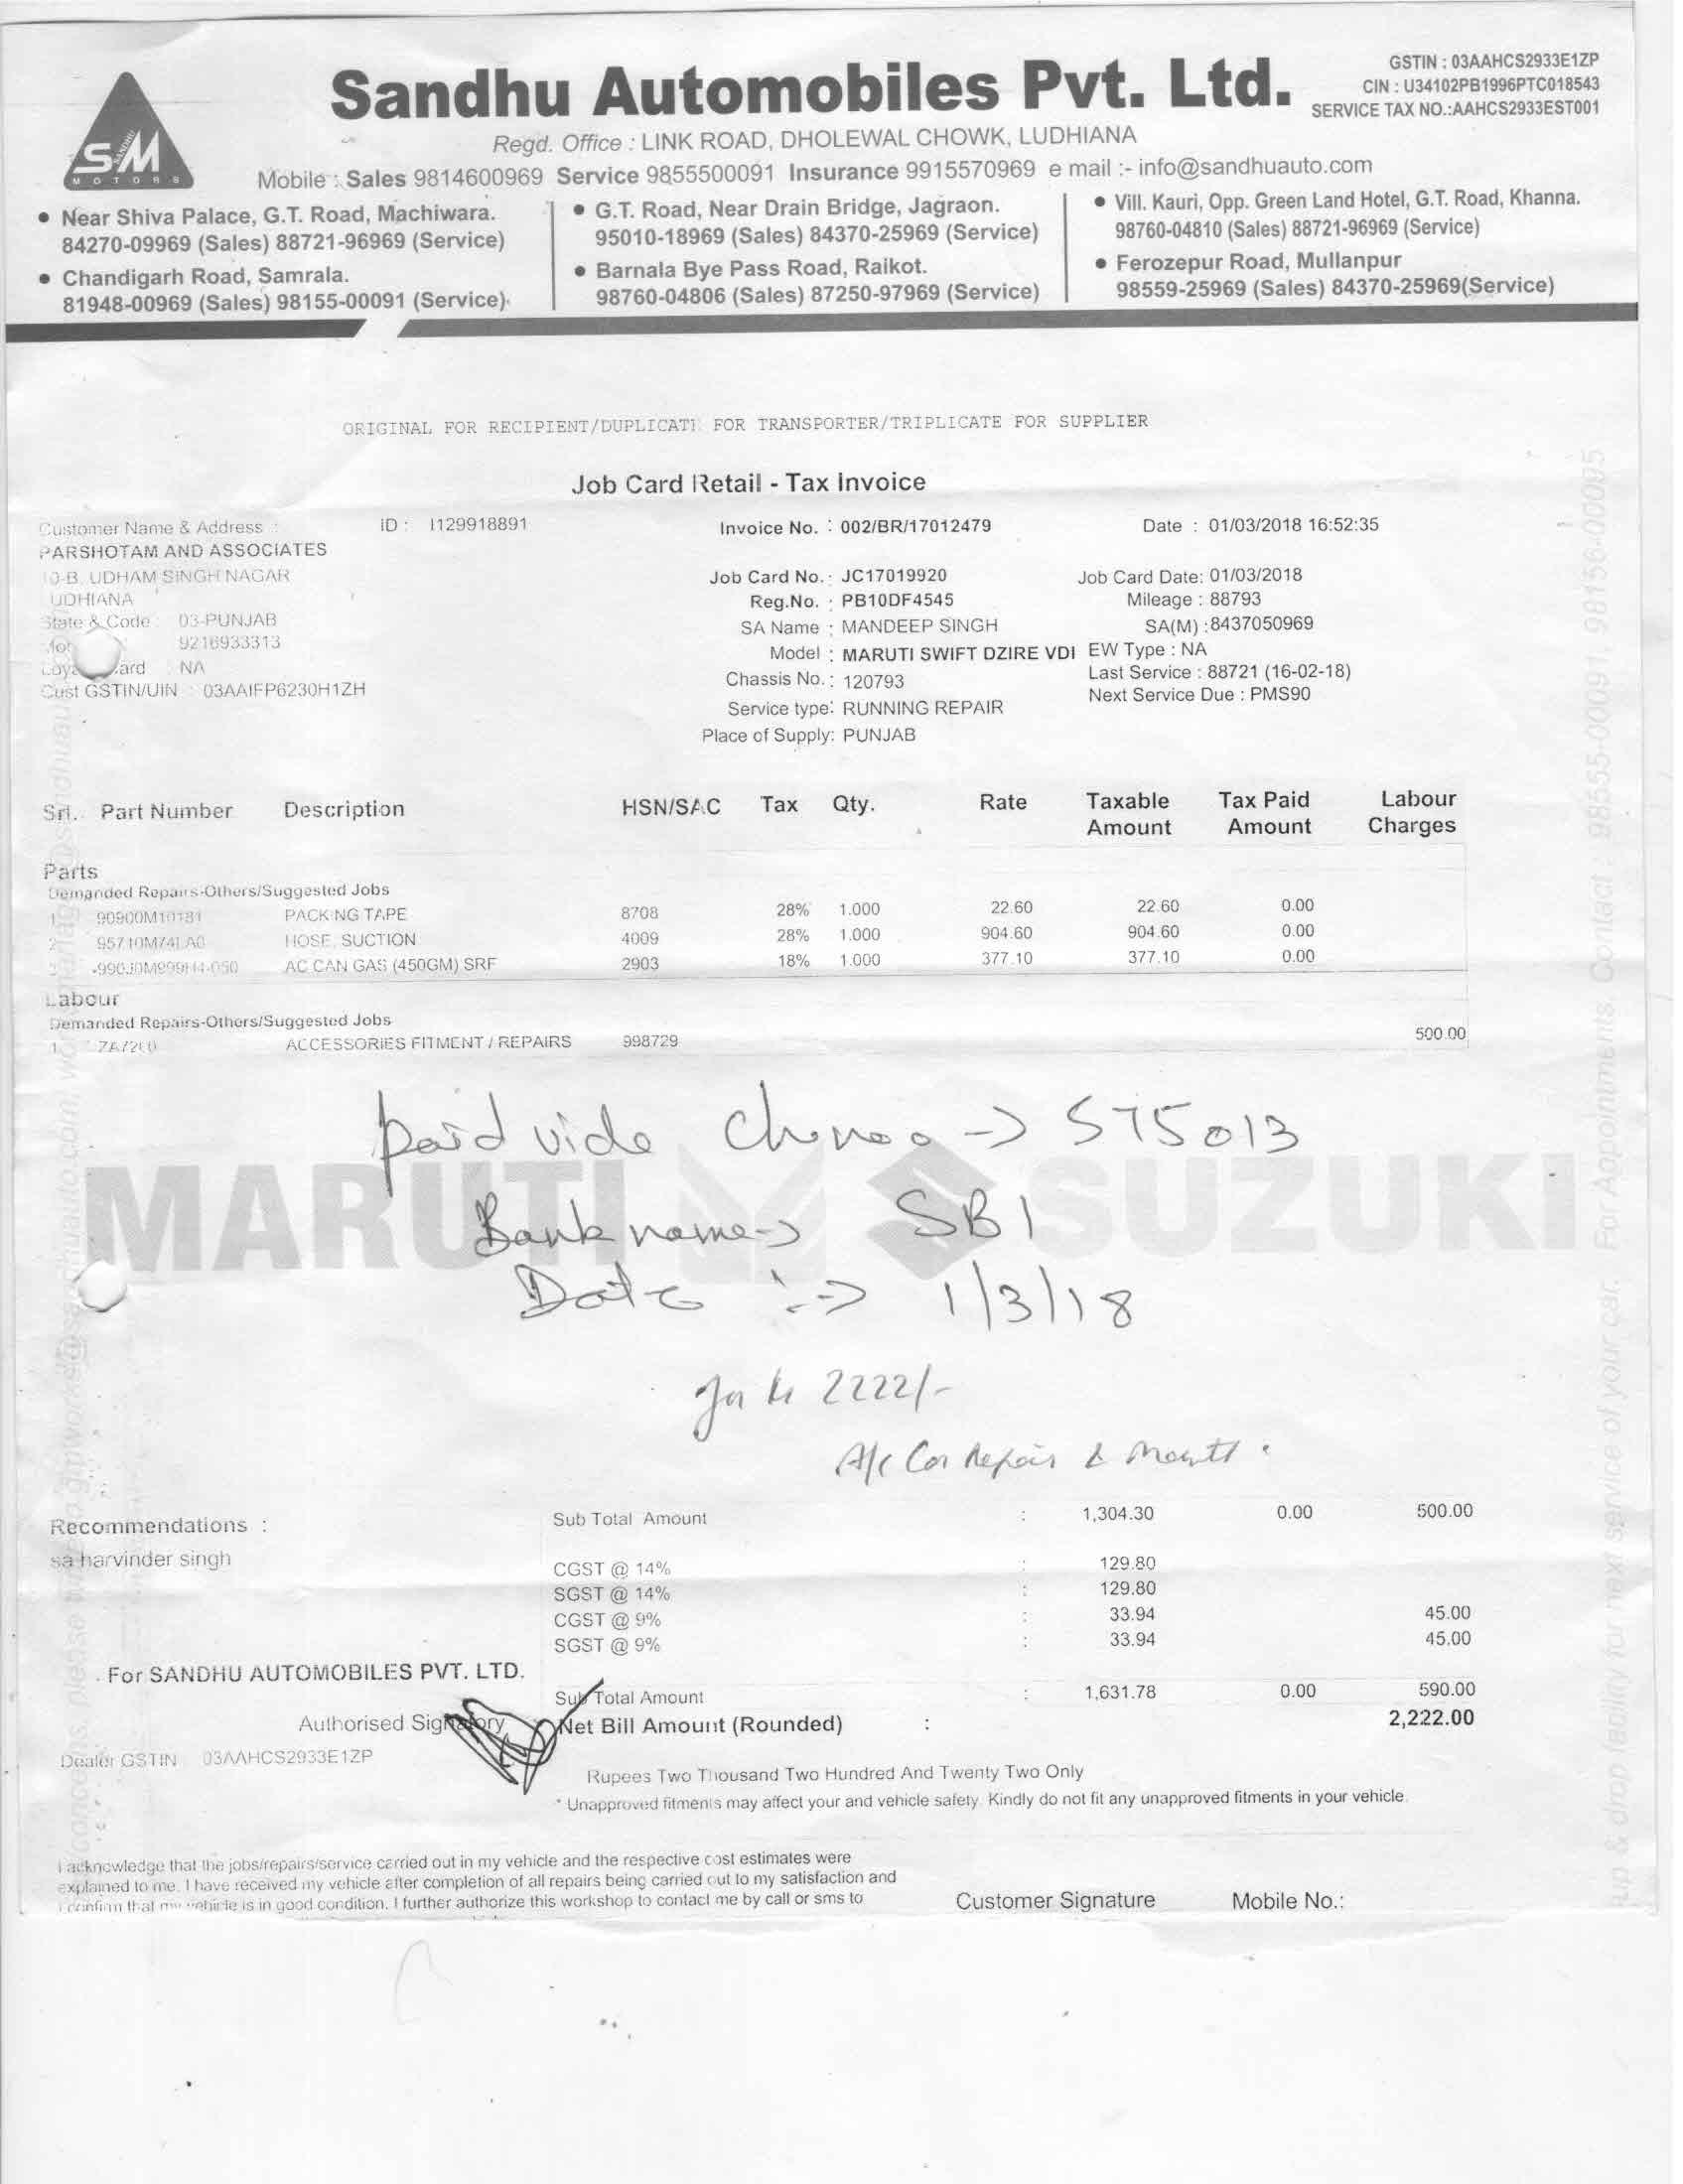 Sandhu Automobiles Pvt. Ltd.
GSTIN : 03AAHCS2933E1ZP
CIN : U34102PB1996PTC018543
SERVICE TAX NO.:AAHCS2933EST001
SANDHU
SM
MOTORS
Regd. Office : LINK ROAD, DHOLEWAL CHOWK, LUDHIANA
Mobile : Sales 9814600969 Service 9855500091 Insurance 9915570969 e mail :- info@sandhuauto.com
• Near Shiva Palace, G.T. Road, Machiwara.
84270-09969 (Sales) 88721-96969 (Service)
• Chandigarh Road, Samrala.
81948-00969 (Sales) 98155-00091 (Service)
• G.T. Road, Near Drain Bridge, Jagraon.
95010-18969 (Sales) 84370-25969 (Service)
• Barnala Bye Pass Road, Raikot.
98760-04806 (Sales) 87250-97969 (Service)
• Vill. Kauri, Opp. Green Land Hotel, G.T. Road, Khanna.
98760-04810 (Sales) 88721-96969 (Service)
• Ferozepur Road, Mullanpur
98559-25969 (Sales) 84370-25969(Service)
ORIGINAL FOR RECIPIENT/DUPLICATE FOR TRANSPORTER/TRIPLICATE FOR SUPPLIER
Job Card Retail - Tax Invoice
Customer Name & Address : ID : I129918891 Invoice No. : 002/BR/17012479 Date : 01/03/2018 16:52:35
PARSHOTAM AND ASSOCIATES
UDHAM SINGH NAGAR Job Card No. : JC17019920 Job Card Date: 01/03/2018
UDHIANA Reg.No. : PB10DF4545 Mileage : 88793
State & Code : 03-PUNJAB SA Name : MANDEEP SINGH SA(M) :8437050969
9216933313 Model : MARUTI SWIFT DZIRE VDI EW Type : NA
ard : NA Chassis No. : 120793 Last Service : 88721 (16-02-18)
Cust GSTIN/UIN : 03AAIFP6230H1ZH Next Service Due : PMS90
Service type: RUNNING REPAIR
Place of Supply: PUNJAB
Srl. Part Number Description HSN/SAC Tax Qty. Rate Taxable Amount Tax Paid Amount Labour Charges
Parts
Demanded Repairs-Others/Suggested Jobs
1 90900M10181 PACKING TAPE 8708 28% 1.000 22.60 22.60 0.00
2 HOSE, SUCTION 4009 28% 1.000 904.60 904.60 0.00
3 AC CAN GAS (450GM) SRF 2903 18% 1.000 377.10 377.10 0.00
Labour
Demanded Repairs-Others/Suggested Jobs
1 ACCESSORIES FITMENT / REPAIRS 998729 500.00
paid vide -> 575013
MARUTI SUZUKI
Bank name -> SBI
Date :-> 1/3/18
2222/-
A/c Car Repair &
Recommendations :
sa harvinder singh
Sub Total Amount : 1,304.30 0.00 500.00
CGST @ 14% : 129.80
SGST @ 14% : 129.80
CGST @ 9% : 33.94 45.00
SGST @ 9% : 33.94 45.00
For SANDHU AUTOMOBILES PVT. LTD.
Sub Total Amount : 1,631.78 0.00 590.00
Authorised Signatory Net Bill Amount (Rounded) : 2,222.00
Dealer GSTIN 03AAHCS2933E1ZP
Rupees Two Thousand Two Hundred And Twenty Two Only
* Unapproved fitments may affect your and vehicle safety. Kindly do not fit any unapproved fitments in your vehicle.
I acknowledge that the jobs/repairs/service carried out in my vehicle and the respective cost estimates were
explained to me. I have received my vehicle after completion of all repairs being carried out to my satisfaction and
I confirm that my vehicle is in good condition. I further authorize this workshop to contact me by call or sms to
Customer Signature Mobile No.:
up & drop facility for next service of your car. For Appointments. Contact : 98555-00091, 98156-00005